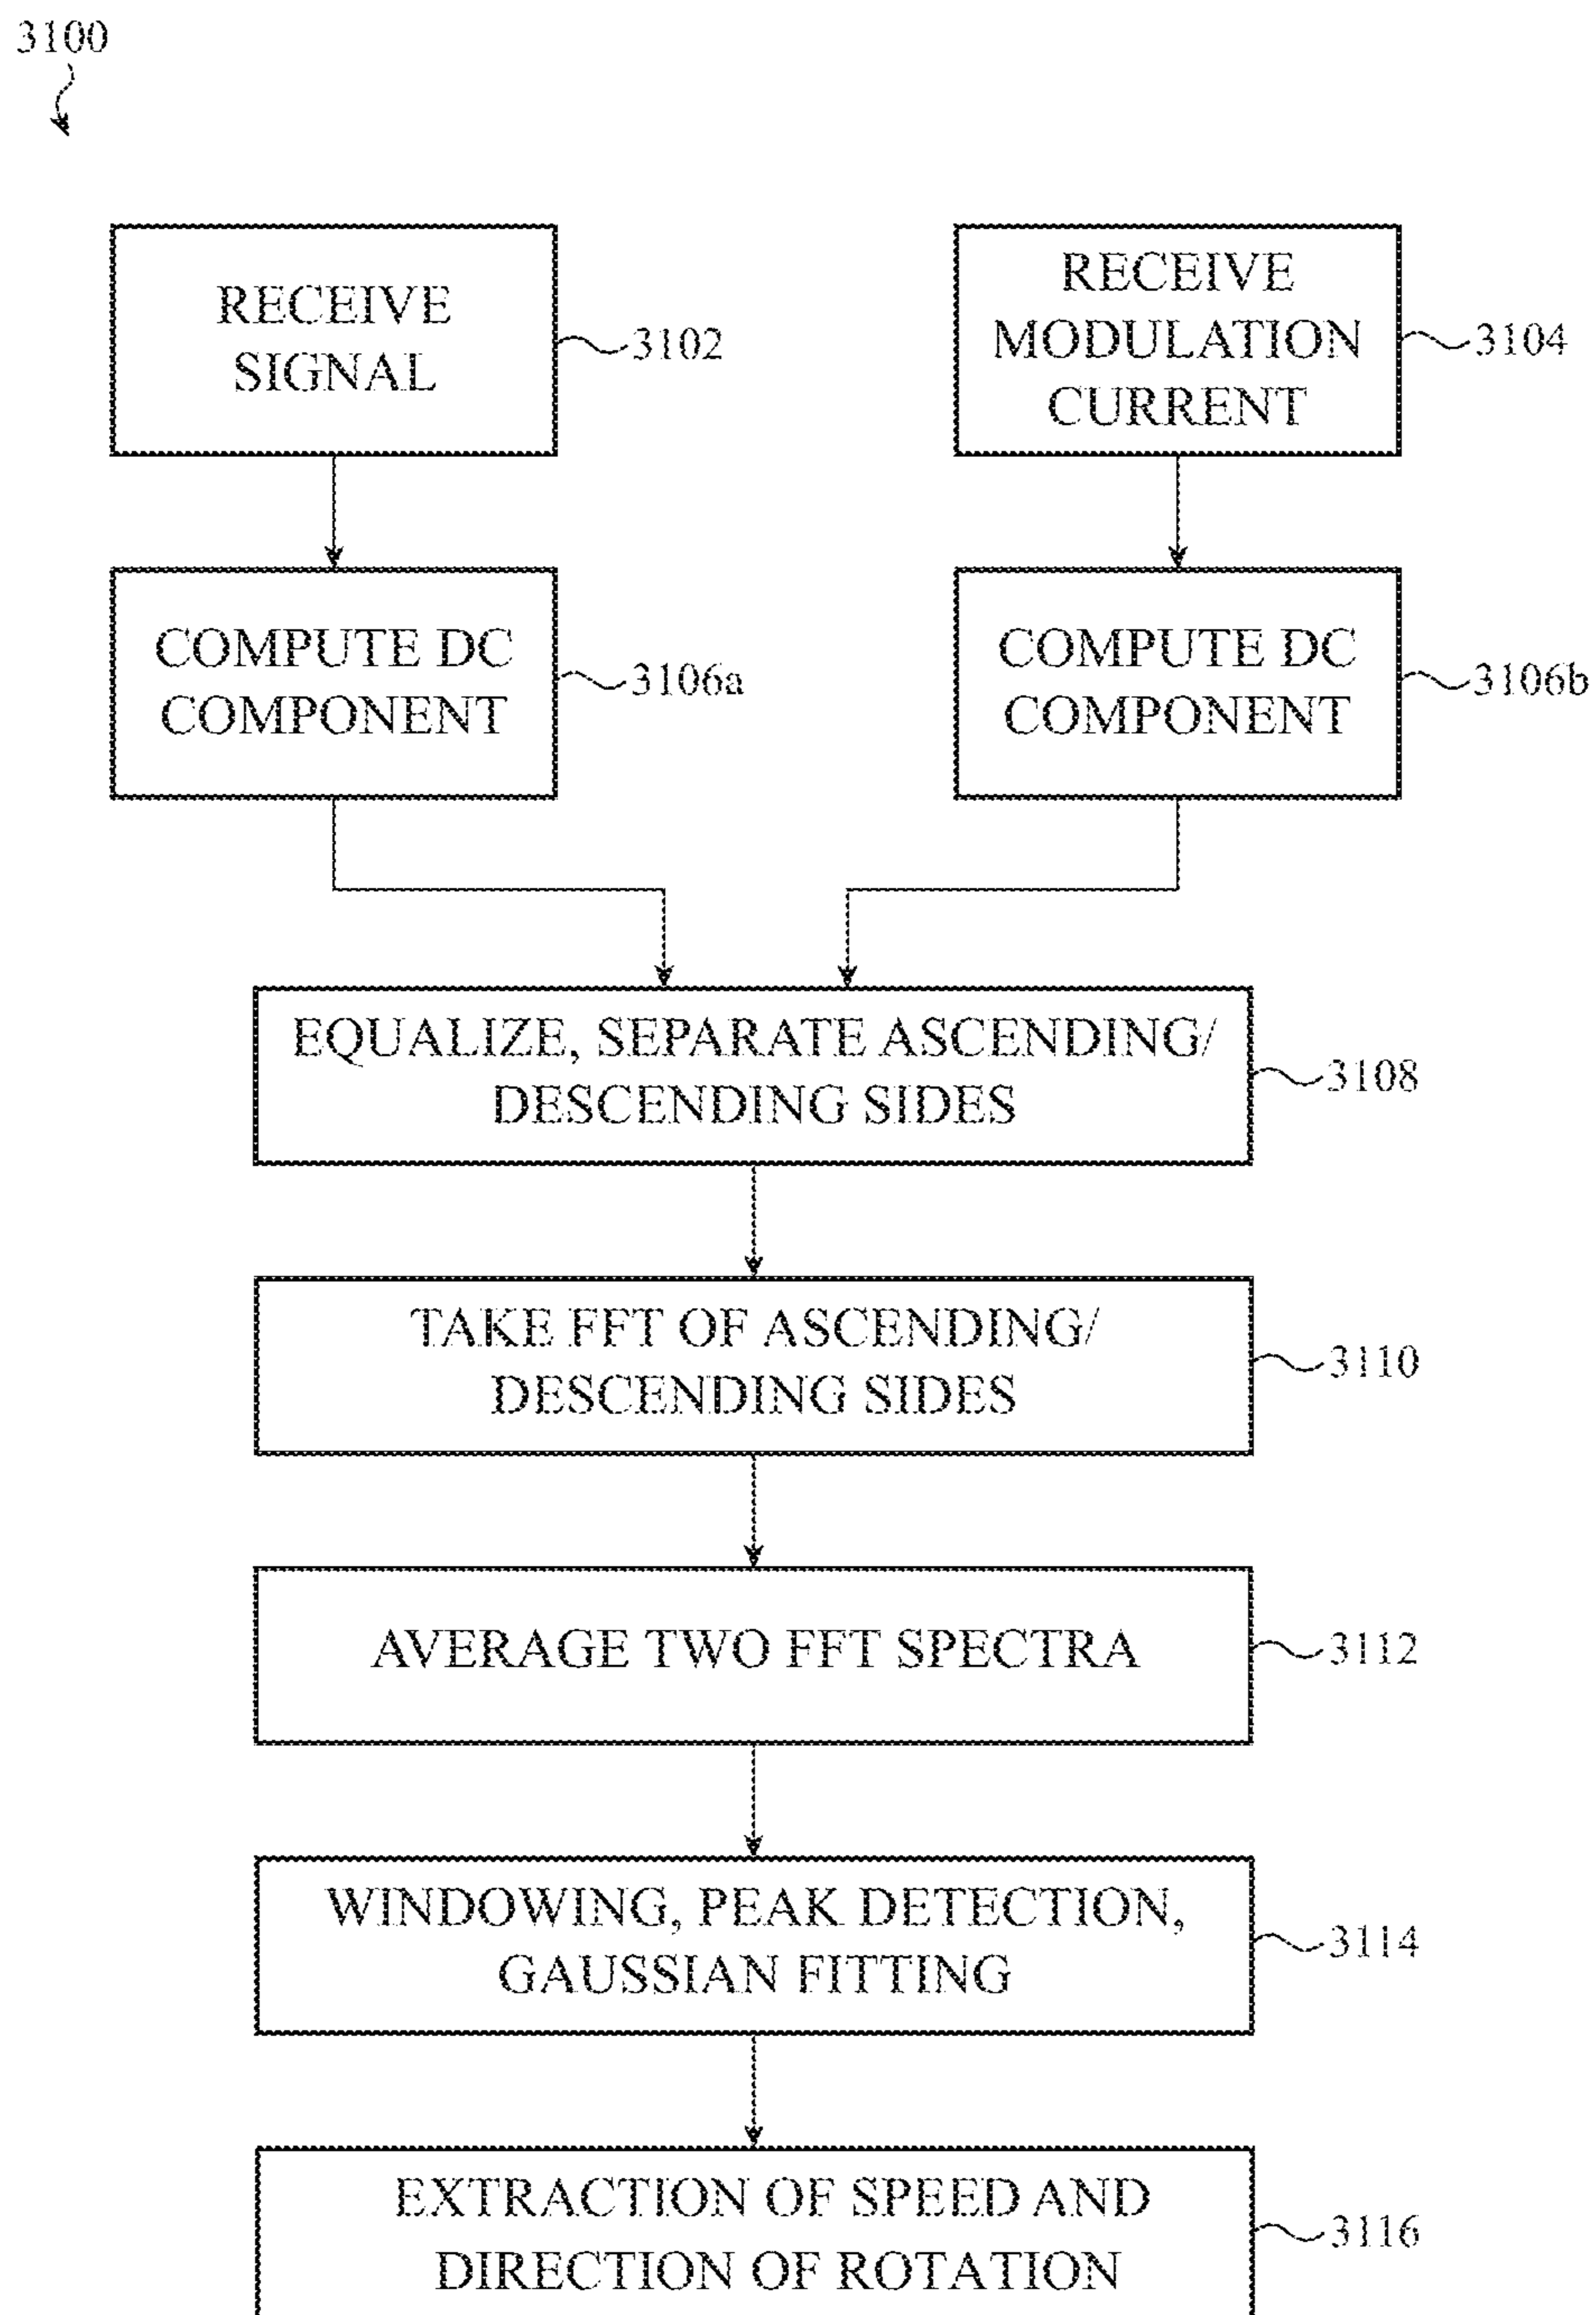 3100
RECEIVE
SIGNAL
3102
RECEIVE
MODULATION
CURRENT
3104
COMPUTE DC
COMPONENT
3106a
COMPUTE DC
COMPONENT
3106b
EQUALIZE, SEPARATE ASCENDING/
DESCENDING SIDES
3108
TAKE FFT OF ASCENDING/
DESCENDING SIDES
3110
AVERAGE TWO FFT SPECTRA
3112
WINDOWING, PEAK DETECTION,
GAUSSIAN FITTING
3114
EXTRACTION OF SPEED AND
DIRECTION OF ROTATION
3116